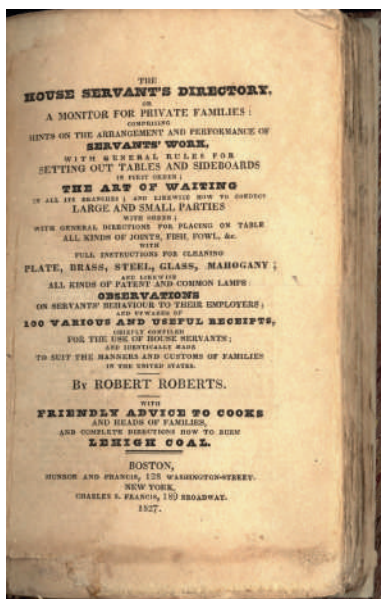 THE
HOUSE SERVANT'S DIRECTORY,
OR
A MONITOR FOR PRIVATE FAMILIES:
COMPRISING
HINTS ON THE ARRANGEMENT AND PERFORMANCE OF
SERVANTS' WORK,
WITH GENERAL RULES FOR
SETTING OUT TABLES AND SIDEBOARDS
IN FIRST ORDER;
THE ART OF WAITING
IN ALL ITS BRANCHES; AND LIKEWISE HOW TO CONDUCT
LARGE AND SMALL PARTIES
WITH ORDER;
WITH GENERAL DIRECTIONS FOR PLACING ON TABLE
ALL KINDS OF JOINTS, FISH, FOWL, &c.
WITH
FULL INSTRUCTIONS FOR CLEANING
PLATE, BRASS, STEEL, GLASS, MAHOGANY;
AND LIKEWISE
ALL KINDS OF PATENT AND COMMON LAMPS:
OBSERVATIONS
ON SERVANTS' BEHAVIOUR TO THEIR EMPLOYERS;
AND UPWARDS OF
100 VARIOUS AND USEFUL RECEIPTS,
CHIEFLY COMPILED
FOR THE USE OF HOUSE SERVANTS;
AND IDENTICALLY MADE
TO SUIT THE MANNERS AND CUSTOMS OF FAMILIES
IN THE UNITED STATES.
BY ROBERT ROBERTS.
WITH
FRIENDLY ADVICE TO COOKS
AND HEADS OF FAMILIES,
AND COMPLETE DIRECTIONS HOW TO BURN
LEHIGH COAL.
BOSTON,
MUNROE AND FRANCIS, 128 WASHINGTON-STREET.
NEW YORK,
CHARLES S. FRANCIS, 189 BROADWAY.
1827.